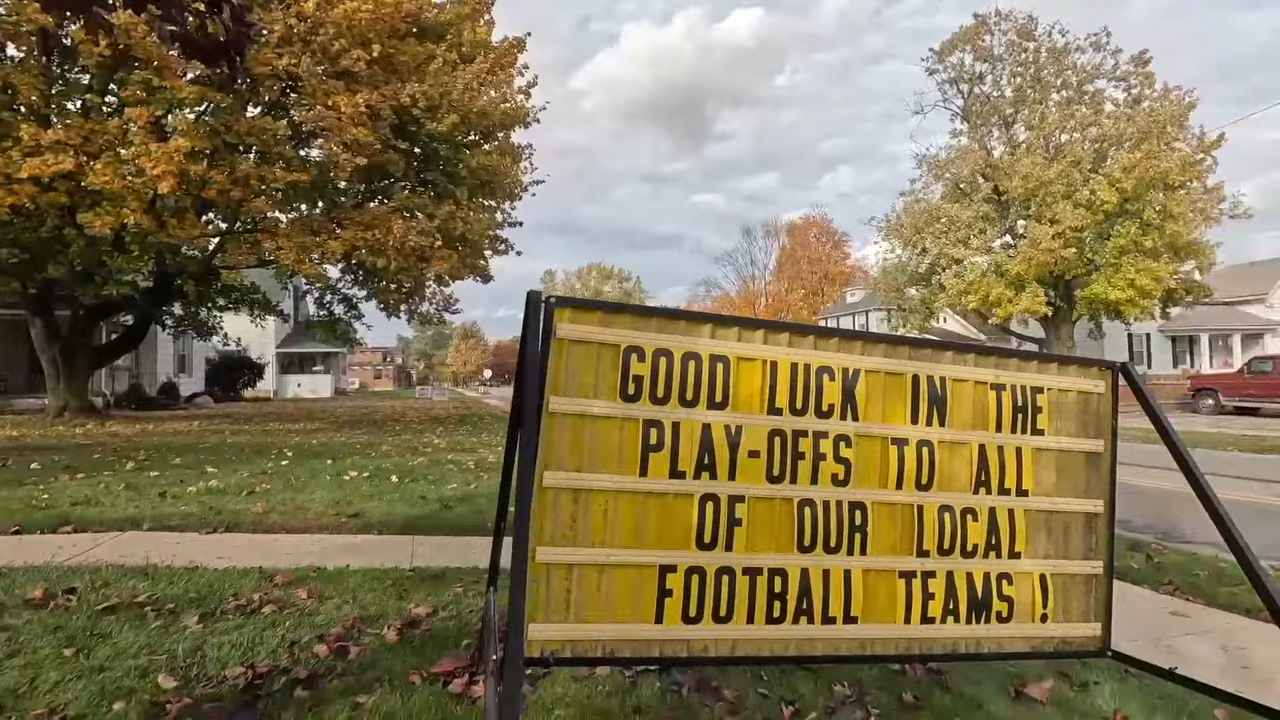 GOOD LUCK IN THE
PLAY-OFFS TO ALL
OF OUR LOCAL
FOOTBALL TEAMS!